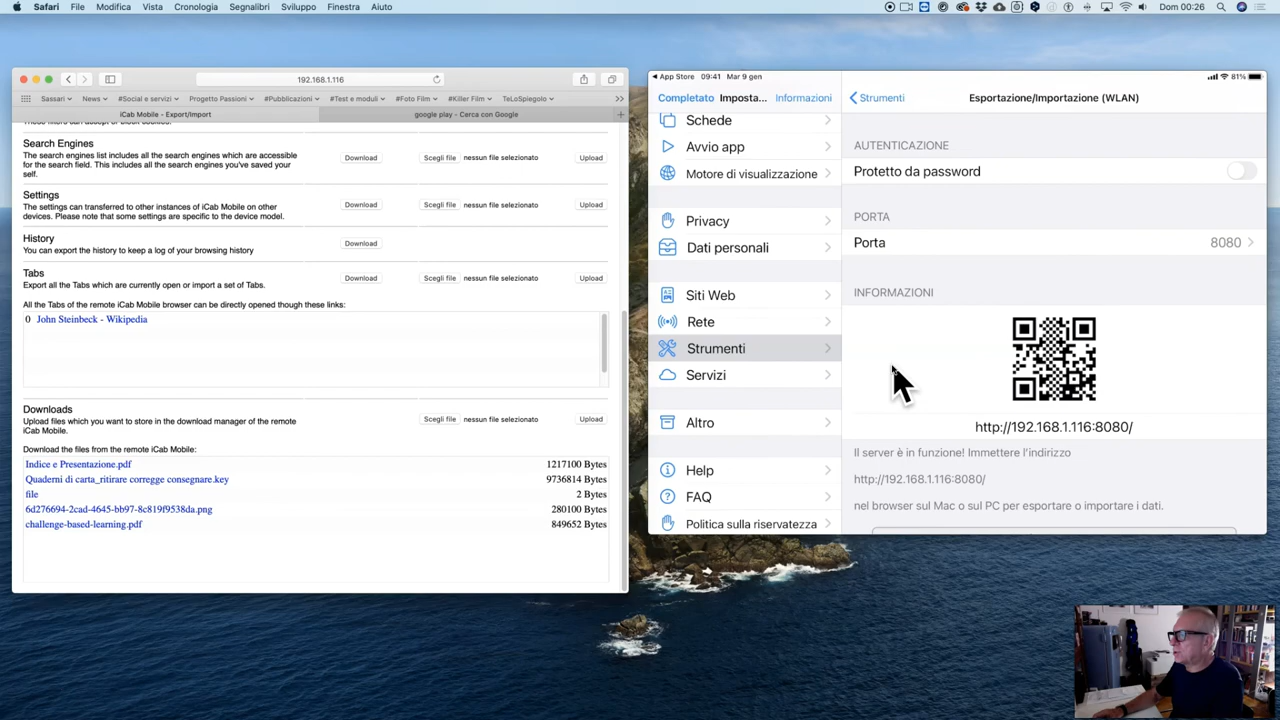 Safari File Modifica Vista Cronologia Segnalibri Sviluppo Finestra Aiuto
Dom 00:26
192.168.1.116
Sassari News #Social e servizi Progetto Passioni #Pubblicazioni #Test e moduli #Foto Film #Killer Film TeLoSpiegolo
iCab Mobile - Export/Import
google play - Cerca con Google
Search Engines
The search engines list includes all the search engines which are accessible
for the search field. This includes all the search engines you've saved your
self.
Download Scegli file nessun file selezionato Upload
Settings
The settings can transferred to other instances of iCab Mobile on other
devices. Please note that some settings are specific to the device model.
Download Scegli file nessun file selezionato Upload
History
You can export the history to keep a log of your browsing history
Download
Tabs
Export all the Tabs which are currently open or import a set of Tabs.
Download Scegli file nessun file selezionato Upload
All the Tabs of the remote iCab Mobile browser can be directly opened though these links:
0 John Steinbeck - Wikipedia
Downloads
Upload files which you want to store in the download manager of the remote
iCab Mobile.
Scegli file nessun file selezionato Upload
Download the files from the remote iCab Mobile:
Indice e Presentazione.pdf 1217100 Bytes
Quaderni di carta_ritirare corregge consegnare.key 9736814 Bytes
file 2 Bytes
6d276694-2cad-4645-bb97-8c819f9538da.png 280100 Bytes
challenge-based-learning.pdf 849652 Bytes
App Store 09:41 Mar 9 gen
81%
Completato Imposta... Informazioni
Schede
Avvio app
Motore di visualizzazione
Privacy
Dati personali
Siti Web
Rete
Strumenti
Servizi
Altro
Help
FAQ
Politica sulla riservatezza
Strumenti
Esportazione/Importazione (WLAN)
AUTENTICAZIONE
Protetto da password
PORTA
Porta 8080
INFORMAZIONI
http://192.168.1.116:8080/
Il server è in funzione! Immettere l'indirizzo
http://192.168.1.116:8080/
nel browser sul Mac o sul PC per esportare o importare i dati.